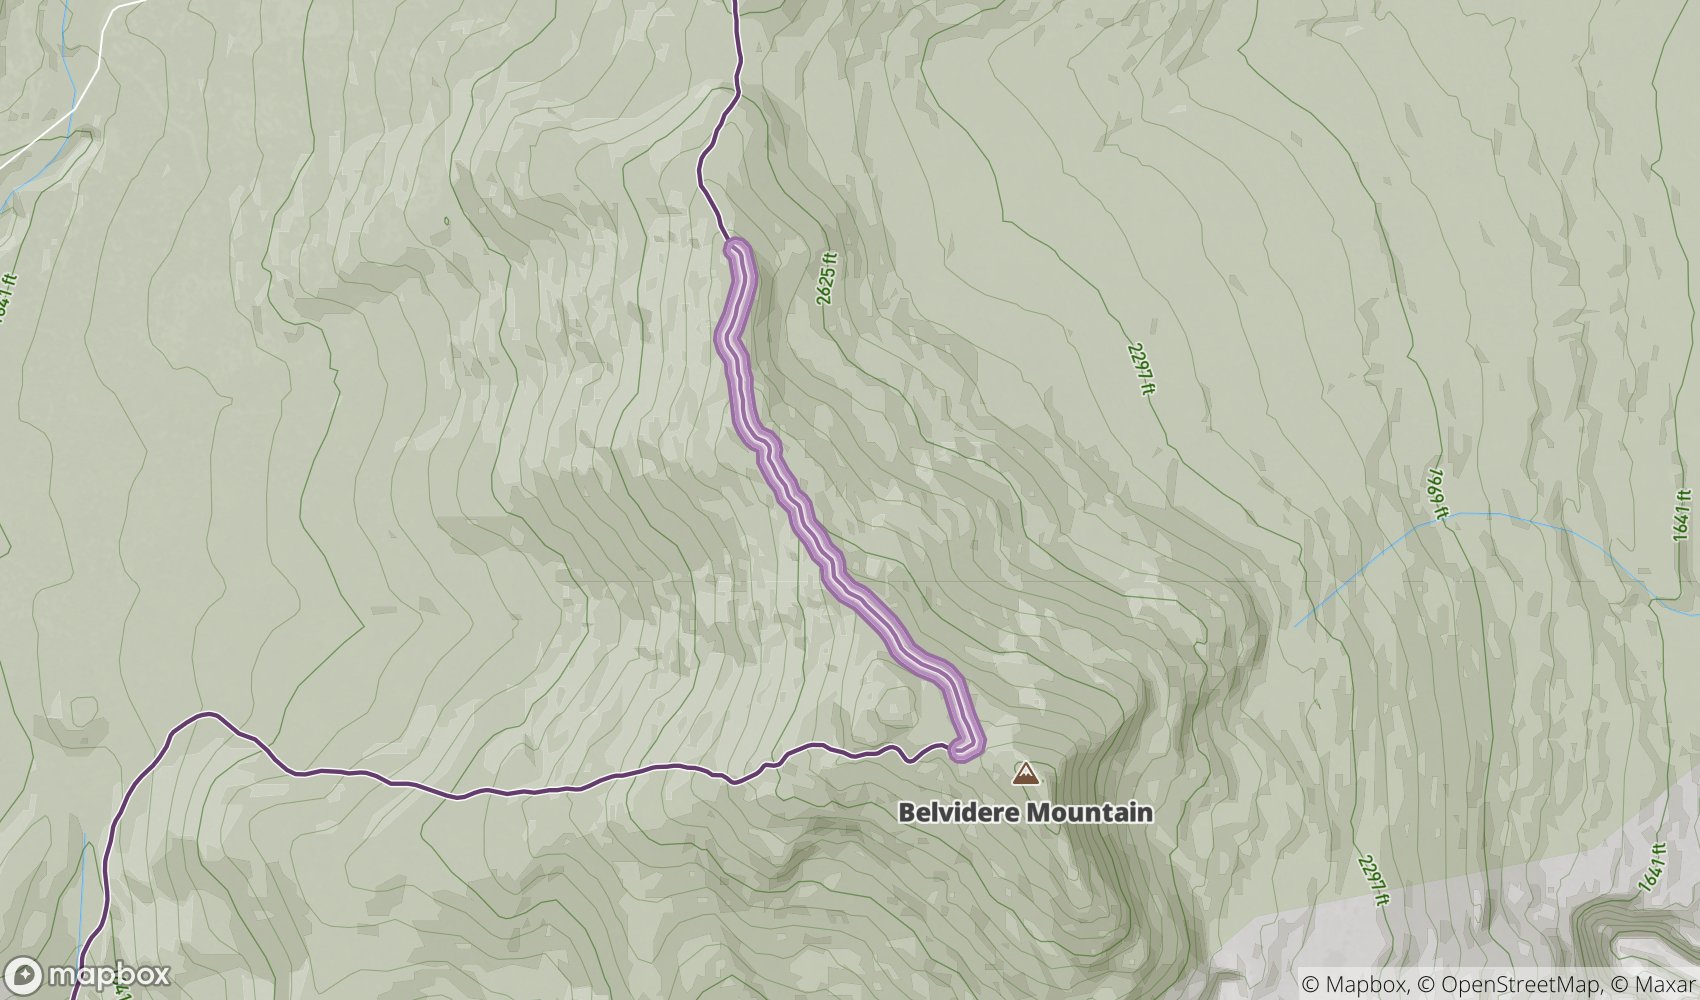 1641 ft
2625 ft
2297 ft
1969 ft
1641 ft
Belvidere Mountain
2297 ft
1641 ft
mapbox
© Mapbox, © OpenStreetMap, © Maxar